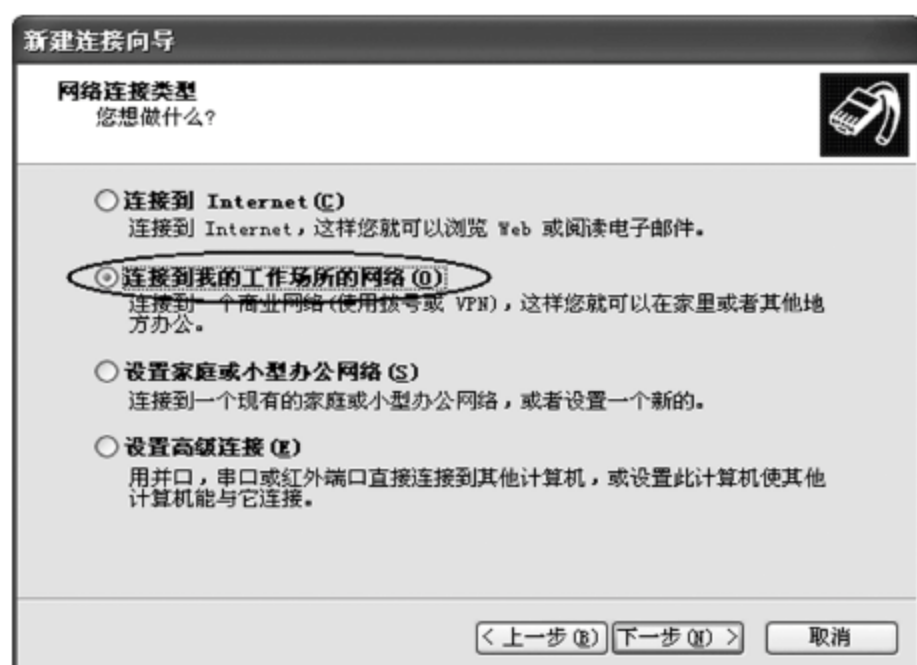 新建连接向导
网络连接类型
您想做什么?
连接到 Internet(C)
连接到 Internet，这样您就可以浏览 Web 或阅读电子邮件。
连接到我的工作场所的网络(O)
连接到一个商业网络(使用拨号或 VPN)，这样您就可以在家里或者其他地
方办公。
设置家庭或小型办公网络(S)
连接到一个现有的家庭或小型办公网络，或者设置一个新的。
设置高级连接(E)
用并口，串口或红外端口直接连接到其他计算机，或设置此计算机使其他
计算机能与它连接。
< 上一步(B) 下一步(N) > 取消